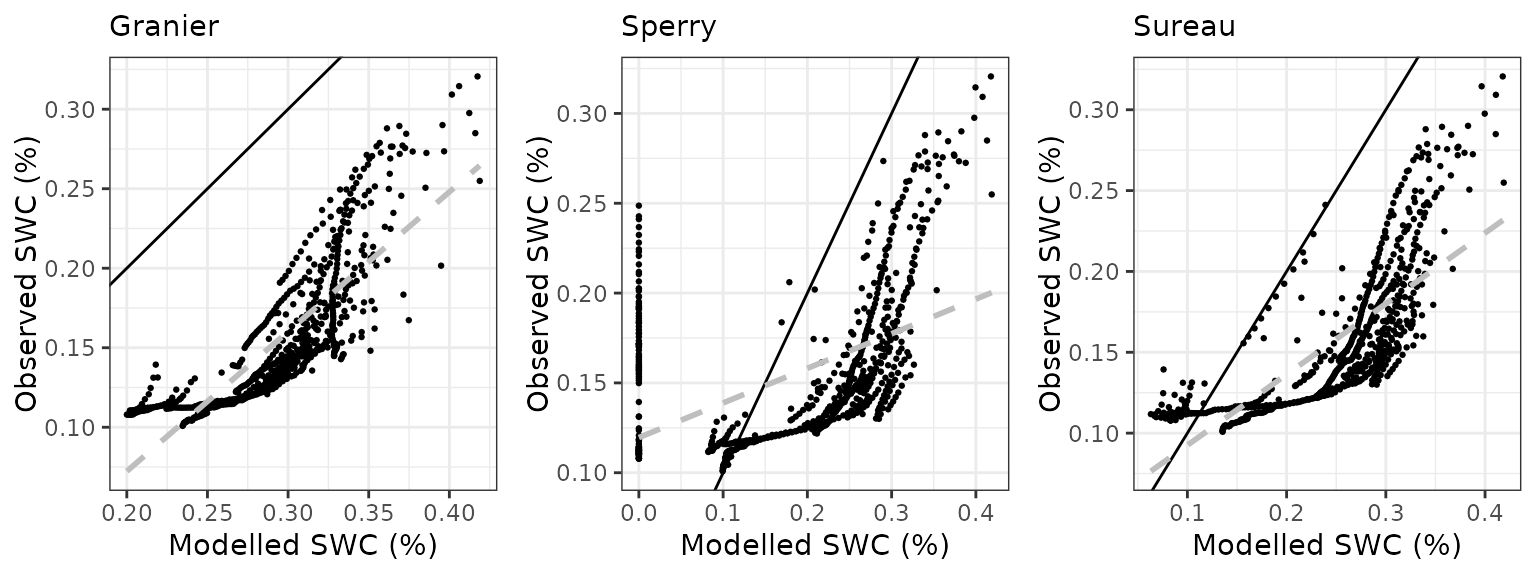 Granier
Sperry
Sureau
Observed SWC (%)
0.30
0.25
0.20
0.15
0.10
0.20 0.25 0.30 0.35 0.40
Modelled SWC (%)
Observed SWC (%)
0.30
0.25
0.20
0.15
0.10
0.0 0.1 0.2 0.3 0.4
Modelled SWC (%)
Observed SWC (%)
0.30
0.25
0.20
0.15
0.10
0.1 0.2 0.3 0.4
Modelled SWC (%)